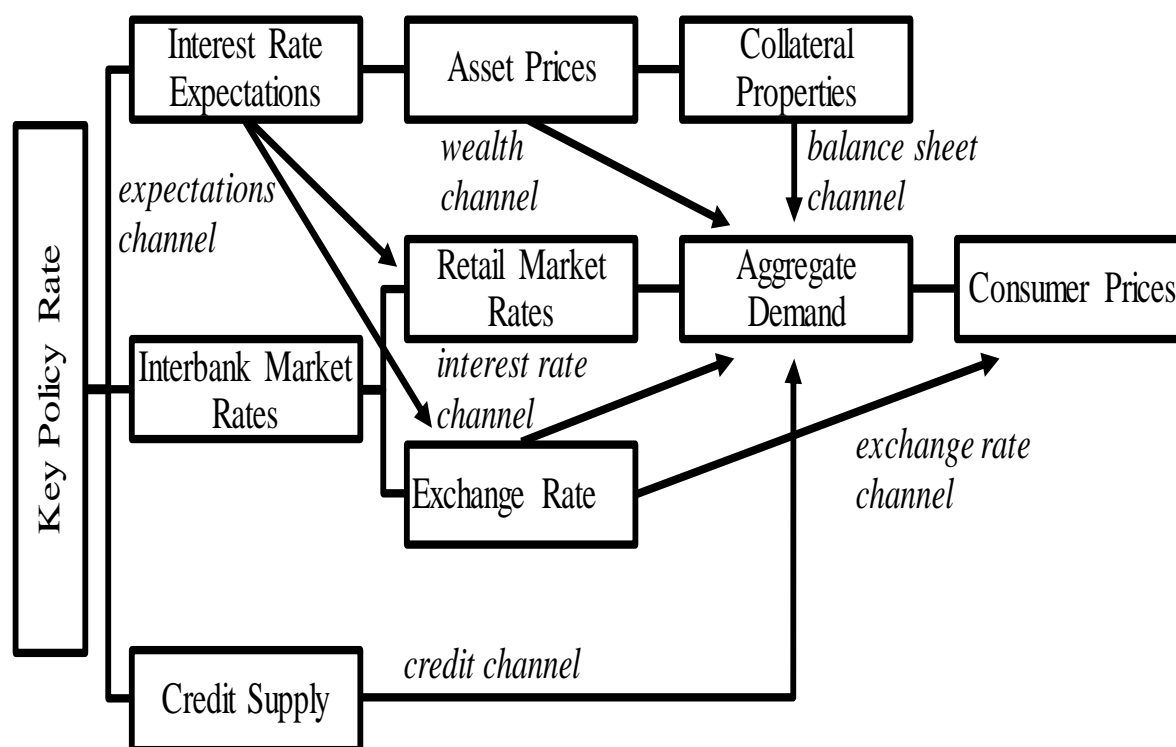 Key Policy Rate
Interest Rate
Expectations
Asset Prices
Collateral
Properties
expectations
channel
wealth
channel
balance sheet
channel
Interbank Market
Rates
Retail Market
Rates
Aggregate
Demand
Consumer Prices
interest rate
channel
Exchange Rate
exchange rate
channel
Credit Supply
credit channel